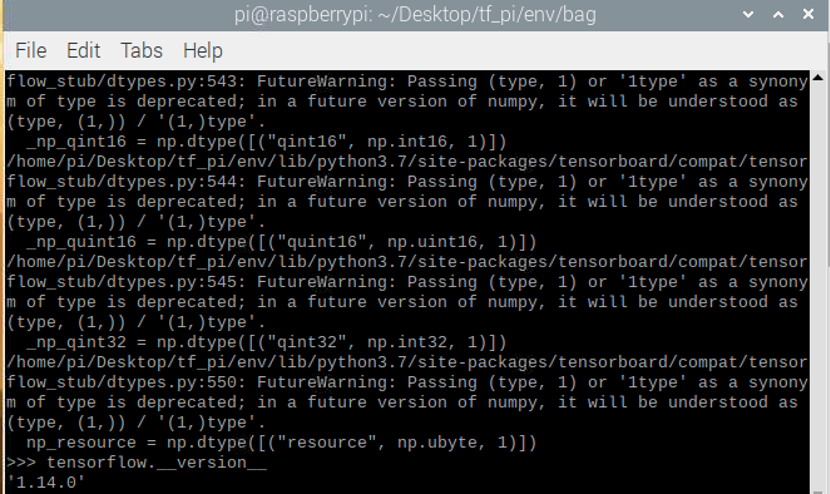 pi@raspberrypi: ~/Desktop/tf_pi/env/bag
File Edit Tabs Help
flow_stub/dtypes.py:543: FutureWarning: Passing (type, 1) or '1type' as a synony
m of type is deprecated; in a future version of numpy, it will be understood as
(type, (1,)) / '(1,)type'.
  _np_qint16 = np.dtype([("qint16", np.int16, 1)])
/home/pi/Desktop/tf_pi/env/lib/python3.7/site-packages/tensorboard/compat/tensor
flow_stub/dtypes.py:544: FutureWarning: Passing (type, 1) or '1type' as a synony
m of type is deprecated; in a future version of numpy, it will be understood as
(type, (1,)) / '(1,)type'.
  _np_quint16 = np.dtype([("quint16", np.uint16, 1)])
/home/pi/Desktop/tf_pi/env/lib/python3.7/site-packages/tensorboard/compat/tensor
flow_stub/dtypes.py:545: FutureWarning: Passing (type, 1) or '1type' as a synony
m of type is deprecated; in a future version of numpy, it will be understood as
(type, (1,)) / '(1,)type'.
  _np_qint32 = np.dtype([("qint32", np.int32, 1)])
/home/pi/Desktop/tf_pi/env/lib/python3.7/site-packages/tensorboard/compat/tensor
flow_stub/dtypes.py:550: FutureWarning: Passing (type, 1) or '1type' as a synony
m of type is deprecated; in a future version of numpy, it will be understood as
(type, (1,)) / '(1,)type'.
  np_resource = np.dtype([("resource", np.ubyte, 1)])
>>> tensorflow.__version__
'1.14.0'